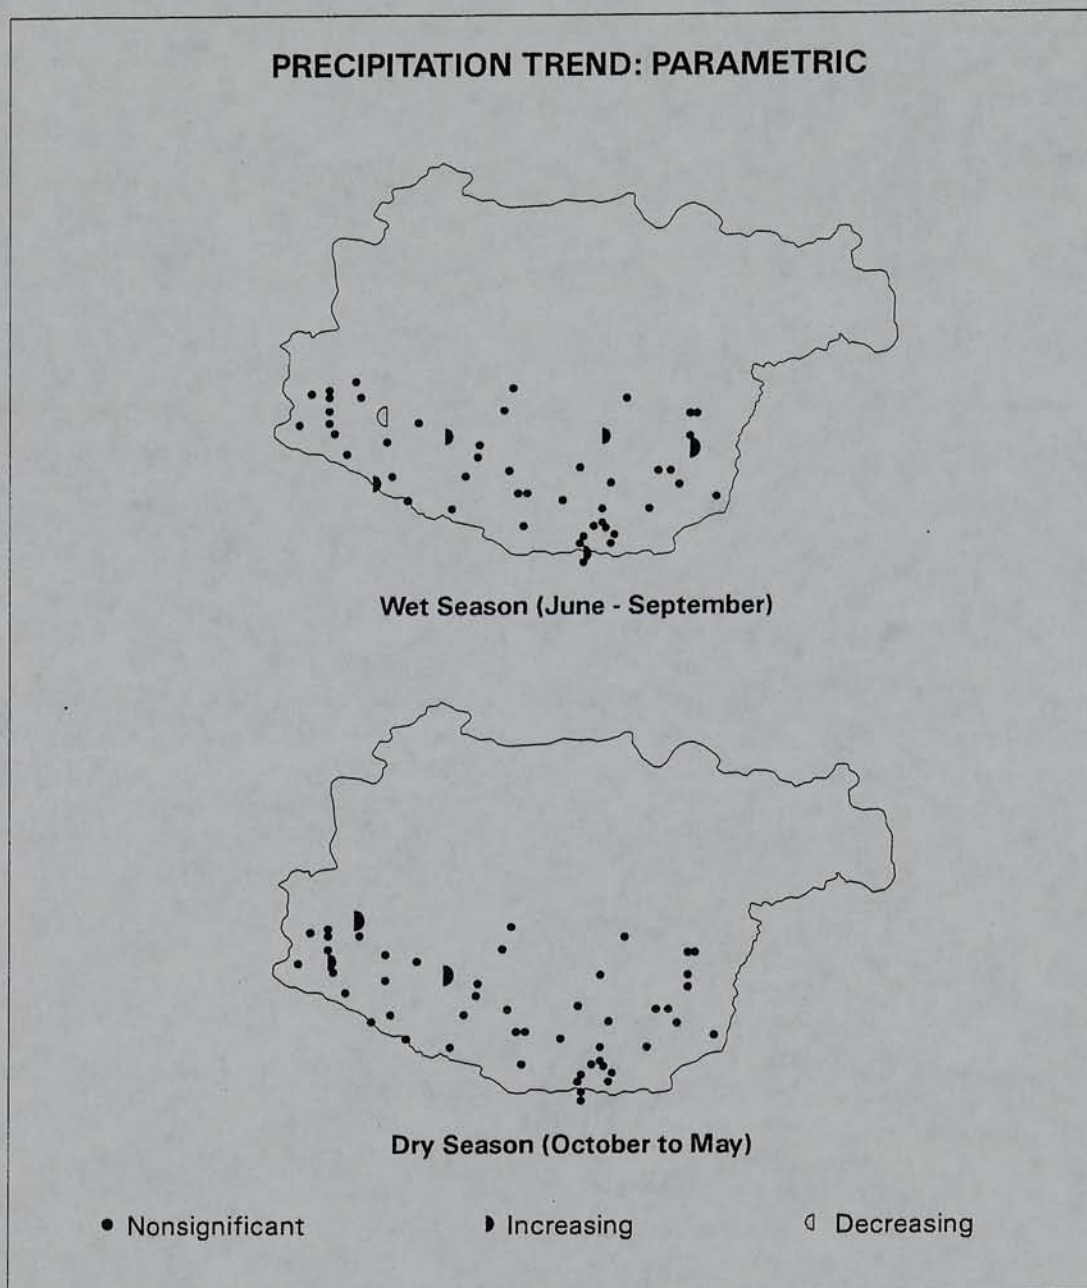 PRECIPITATION TREND: PARAMETRIC
Wet Season (June - September)
Dry Season (October to May)
Nonsignificant
Increasing
Decreasing